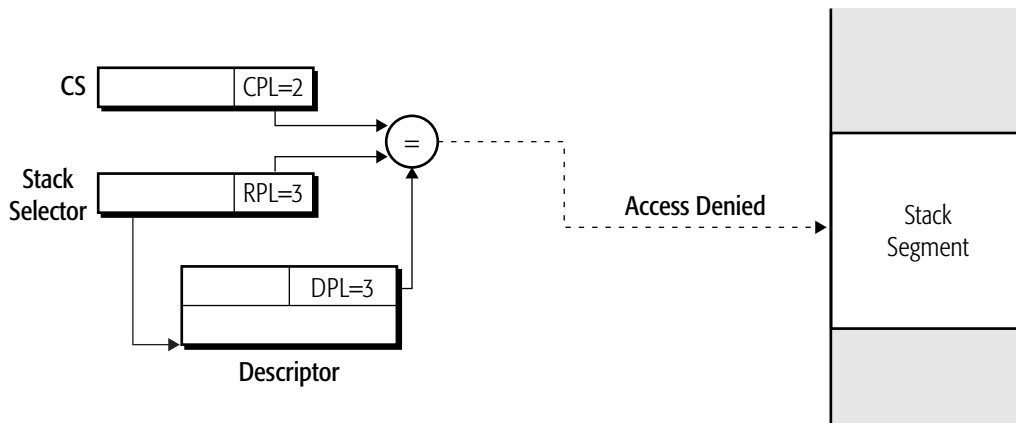 CS
CPL=2
=
Stack
Selector
RPL=3
Access Denied
Stack
Segment
DPL=3
Descriptor